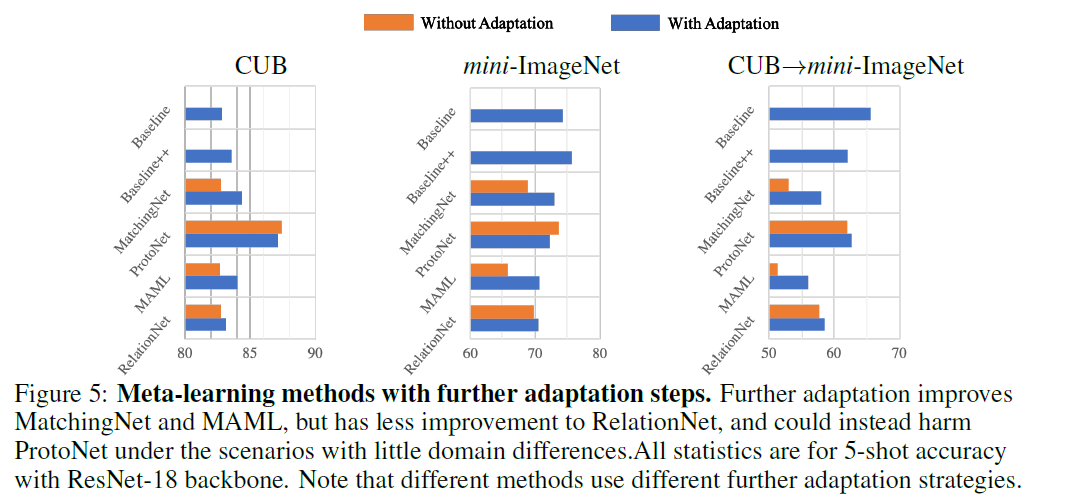 Without Adaptation With Adaptation
CUB mini-ImageNet CUB→mini-ImageNet
Baseline Baseline Baseline
Baseline++ Baseline++ Baseline++
MatchingNet MatchingNet MatchingNet
ProtoNet ProtoNet ProtoNet
MAML MAML MAML
RelationNet RelationNet RelationNet
80 85 90 60 70 80 50 60 70
Figure 5: Meta-learning methods with further adaptation steps. Further adaptation improves
MatchingNet and MAML, but has less improvement to RelationNet, and could instead harm
ProtoNet under the scenarios with little domain differences.All statistics are for 5-shot accuracy
with ResNet-18 backbone. Note that different methods use different further adaptation strategies.